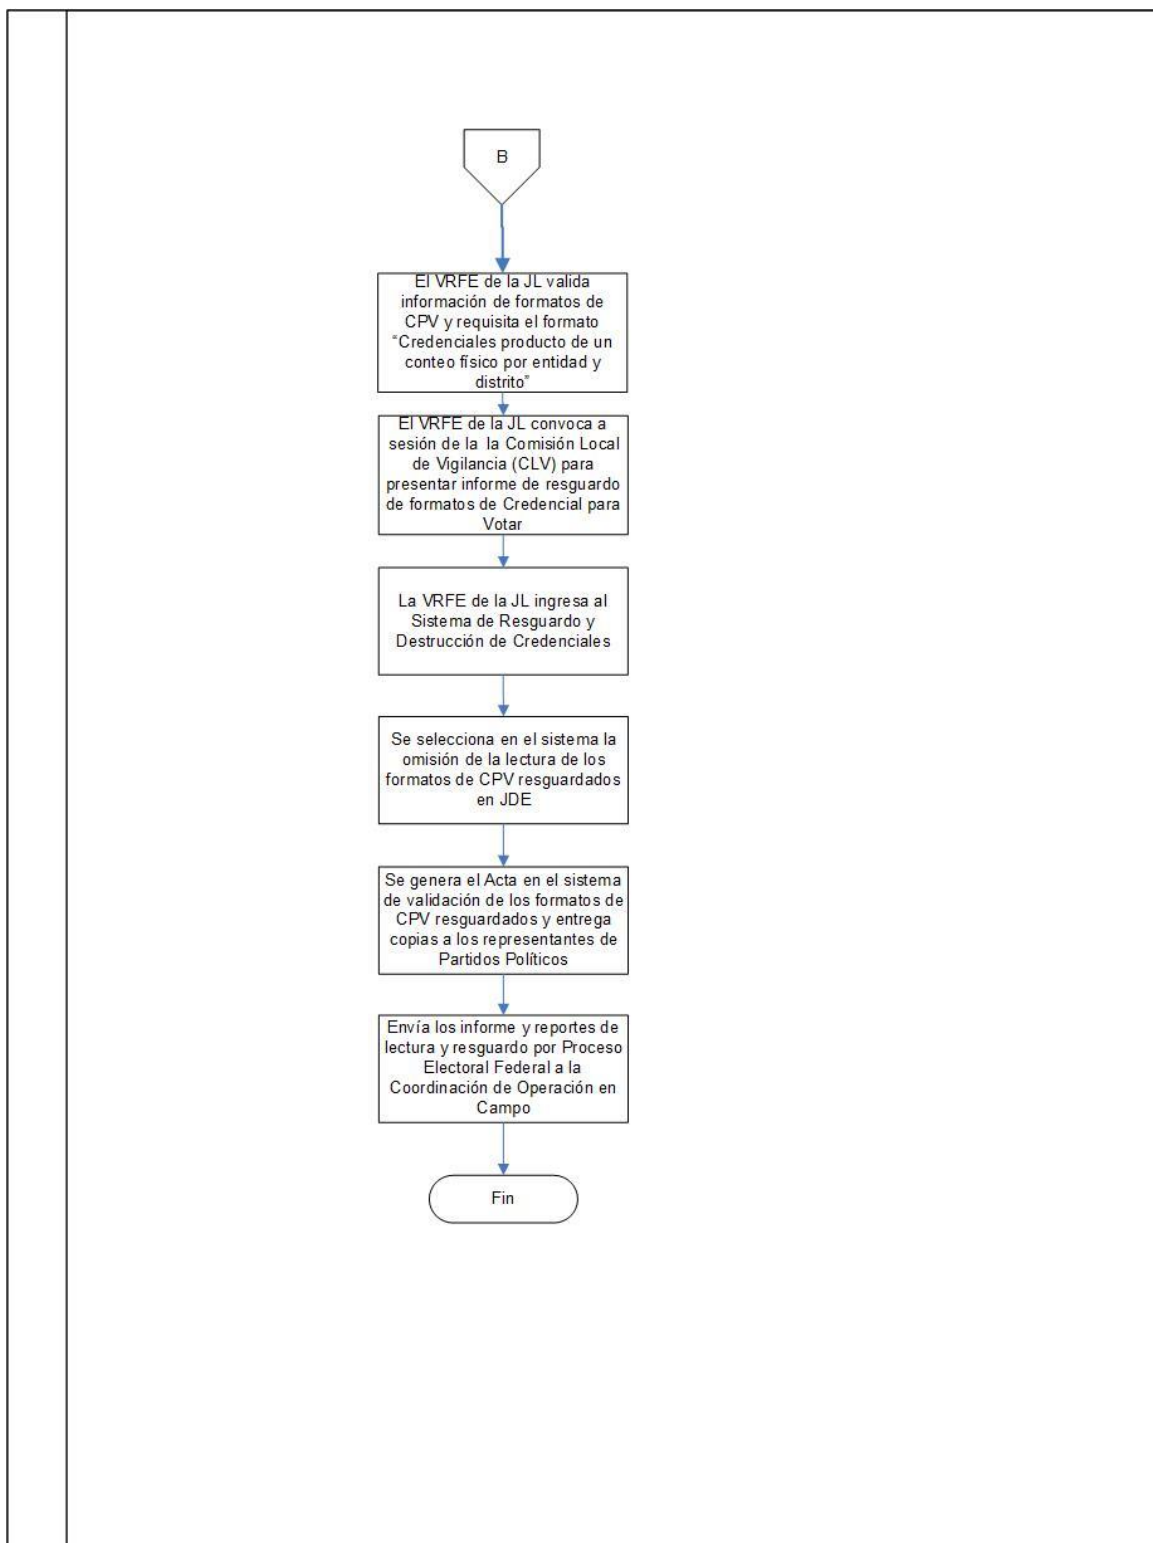 B
El VRFE de la JL valida
información de formatos de
CPV y requisita el formato
“Credenciales producto de un
conteo físico por entidad y
distrito”
El VRFE de la JL convoca a
sesión de la la Comisión Local
de Vigilancia (CLV) para
presentar informe de resguardo
de formatos de Credencial para
Votar
La VRFE de la JL ingresa al
Sistema de Resguardo y
Destrucción de Credenciales
Se selecciona en el sistema la
omisión de la lectura de los
formatos de CPV resguardados
en JDE
Se genera el Acta en el sistema
de validación de los formatos de
CPV resguardados y entrega
copias a los representantes de
Partidos Políticos
Envía los informe y reportes de
lectura y resguardo por Proceso
Electoral Federal a la
Coordinación de Operación en
Campo
Fin